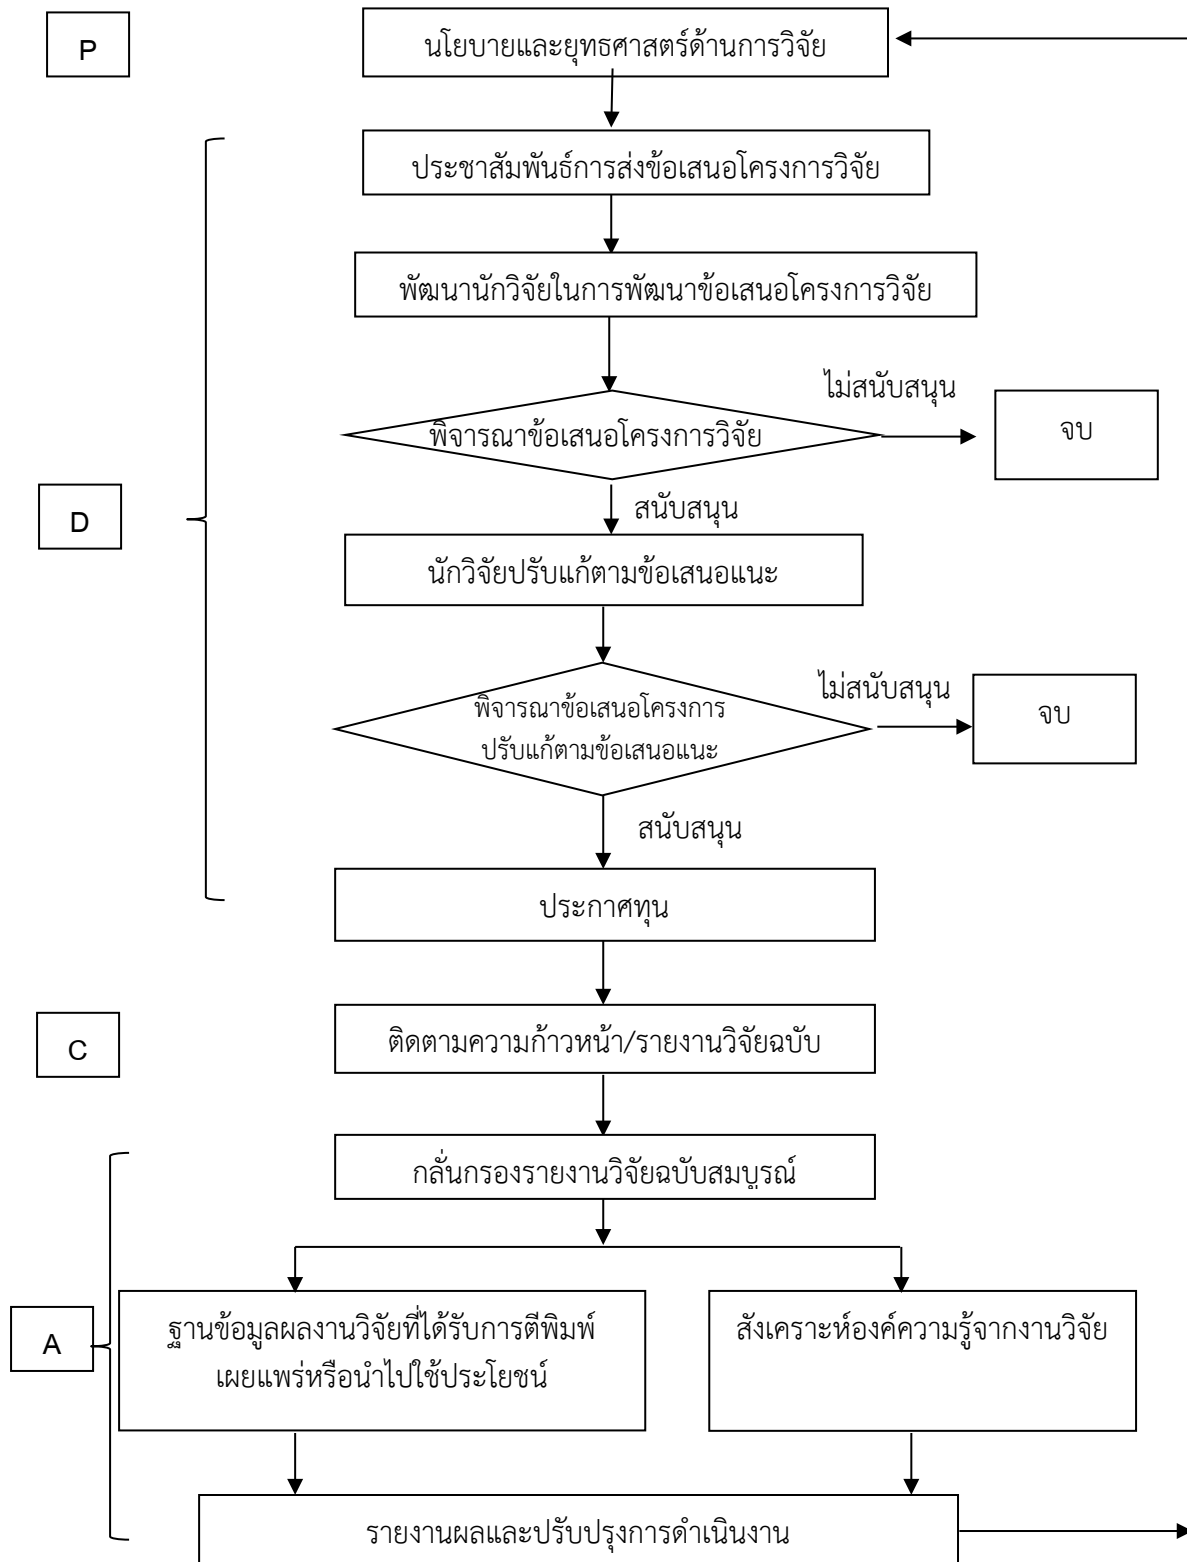 P
นโยบายและยุทธศาสตร์ด้านการวิจัย
ประชาสัมพันธ์การส่งข้อเสนอโครงการวิจัย
พัฒนานักวิจัยในการพัฒนาข้อเสนอโครงการวิจัย
ไม่สนับสนุน
พิจารณาข้อเสนอโครงการวิจัย
จบ
D
สนับสนุน
นักวิจัยปรับแก้ตามข้อเสนอแนะ
ไม่สนับสนุน
พิจารณาข้อเสนอโครงการ
ปรับแก้ตามข้อเสนอแนะ
จบ
สนับสนุน
ประกาศทุน
C
ติดตามความก้าวหน้า/รายงานวิจัยฉบับ
กลั่นกรองรายงานวิจัยฉบับสมบูรณ์
A
ฐานข้อมูลผลงานวิจัยที่ได้รับการตีพิมพ์
เผยแพร่หรือนำไปใช้ประโยชน์
สังเคราะห์องค์ความรู้จากงานวิจัย
รายงานผลและปรับปรุงการดำเนินงาน